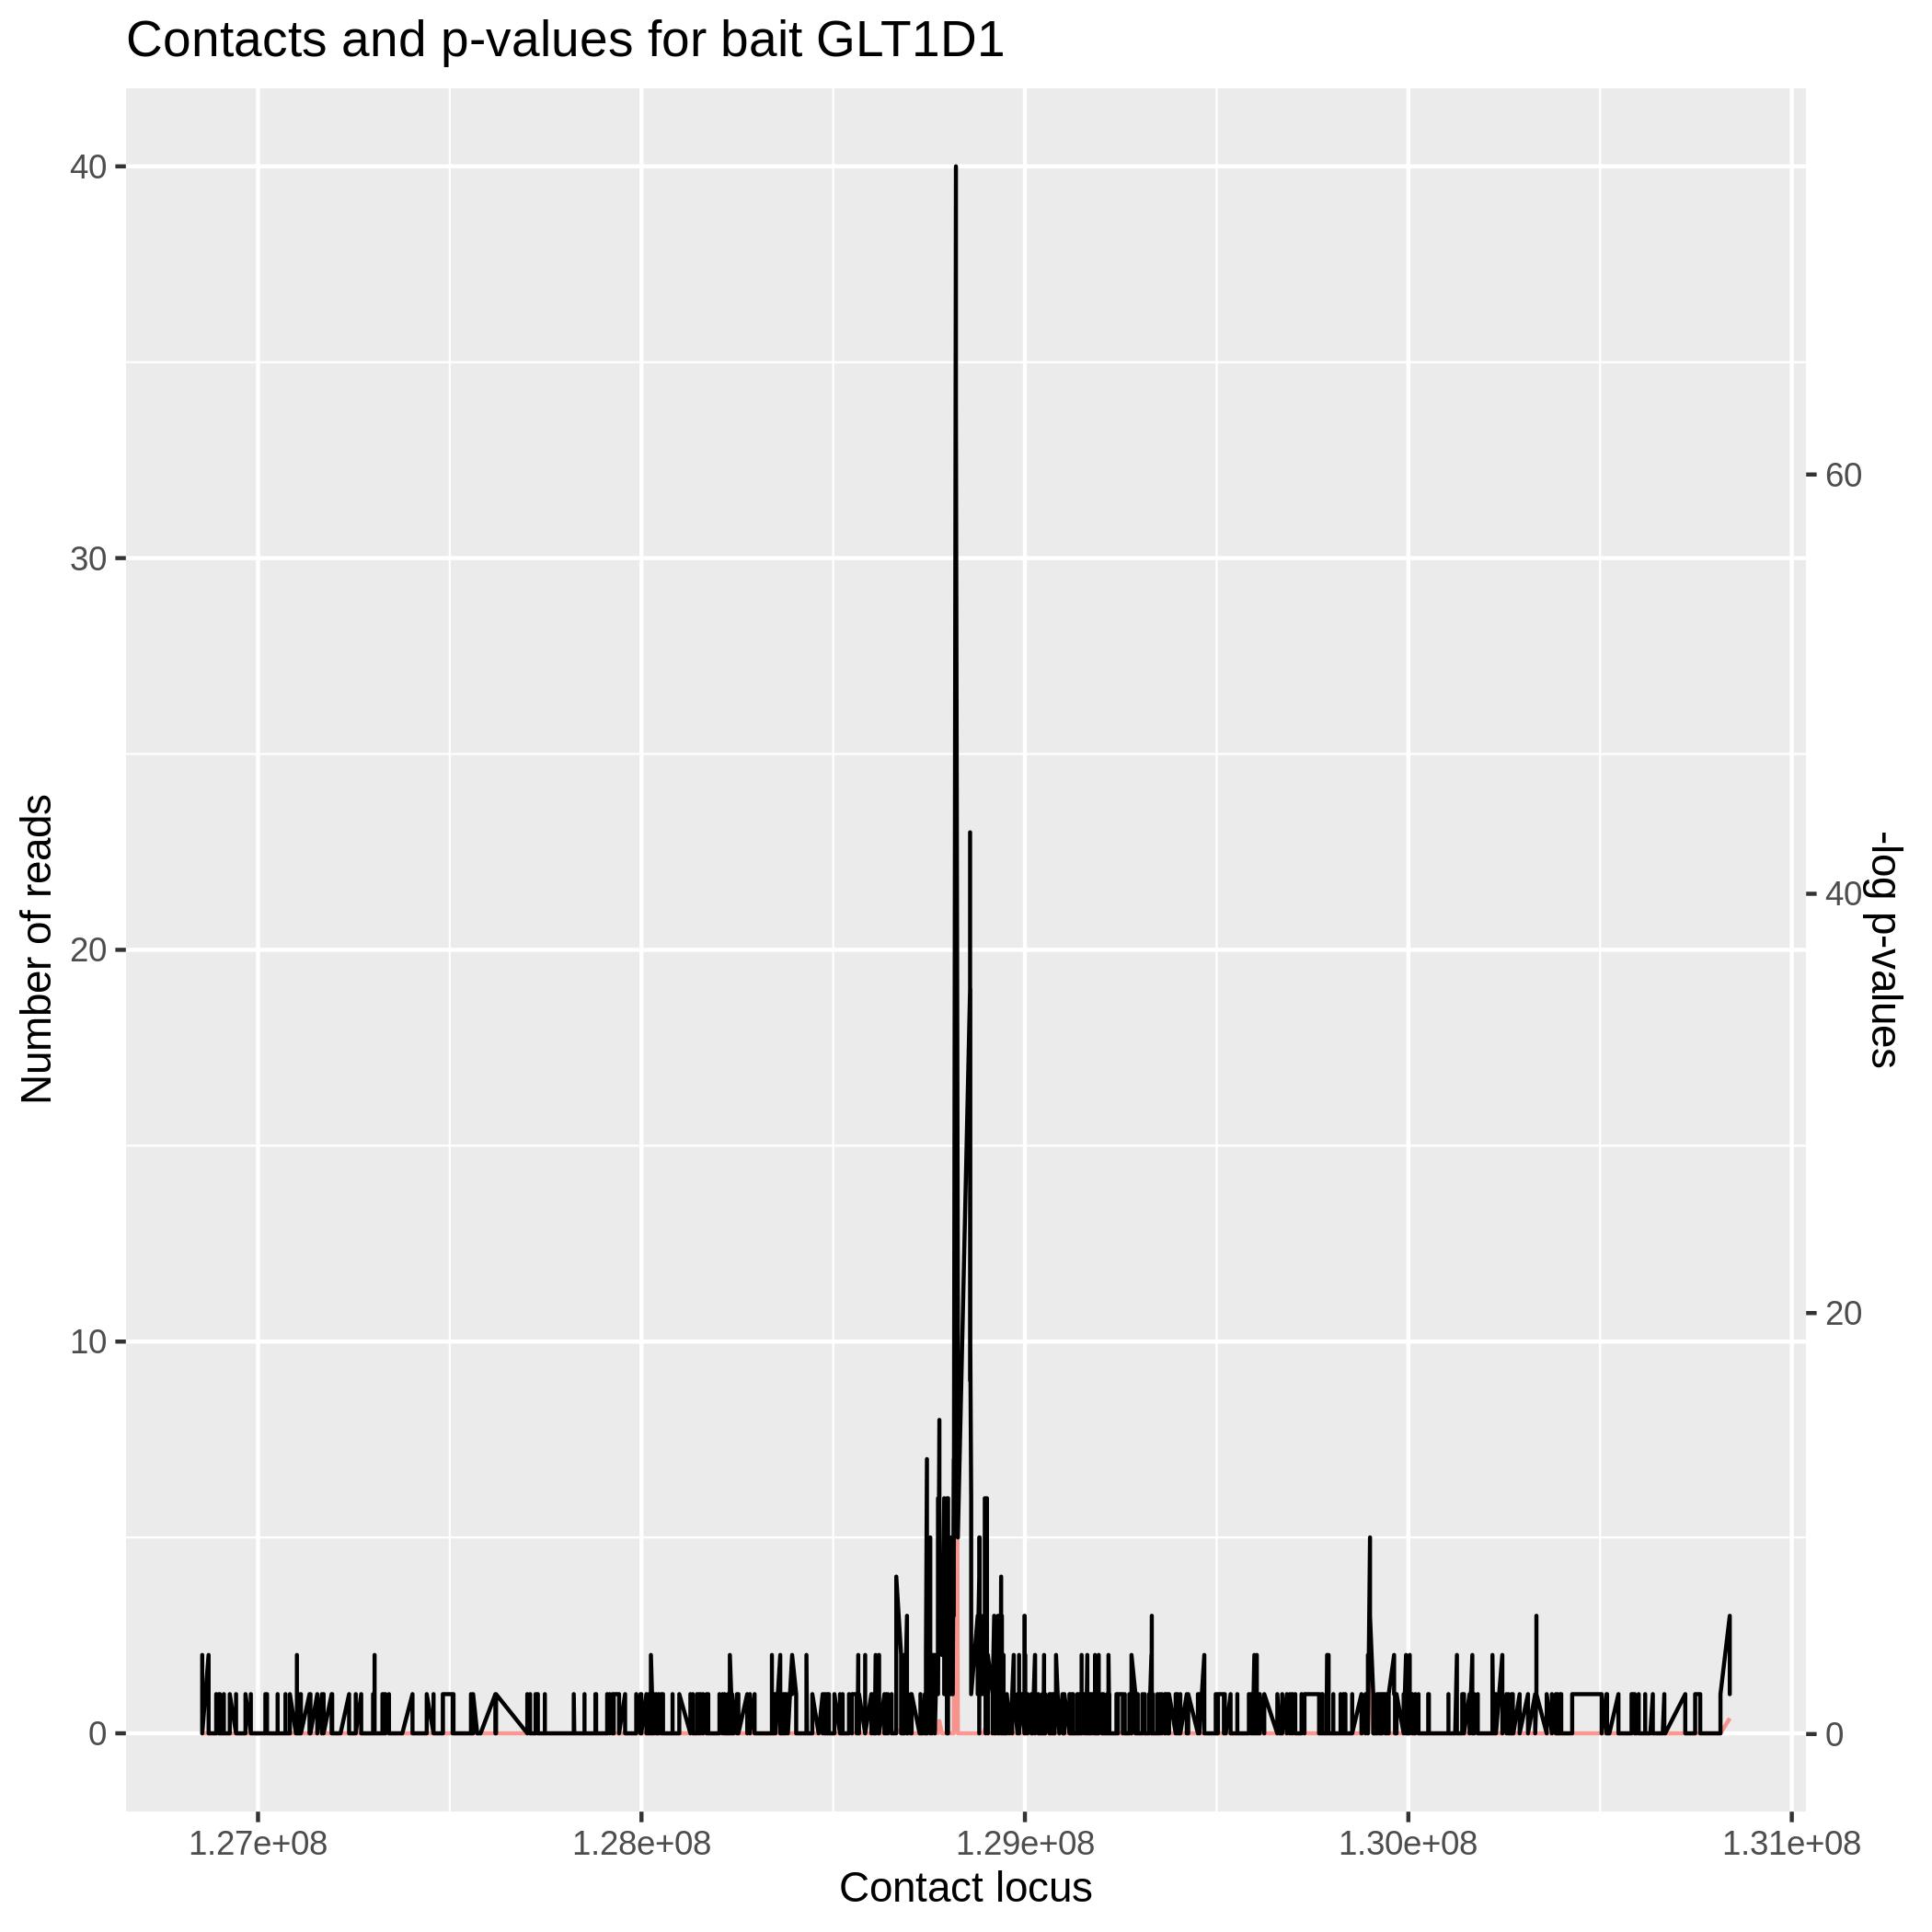 Contacts and p-values for bait GLT1D1
40
30
20
10
0
Number of reads
60
40
20
0
-log p-values
1.27e+08
1.28e+08
1.29e+08
1.30e+08
1.31e+08
Contact locus